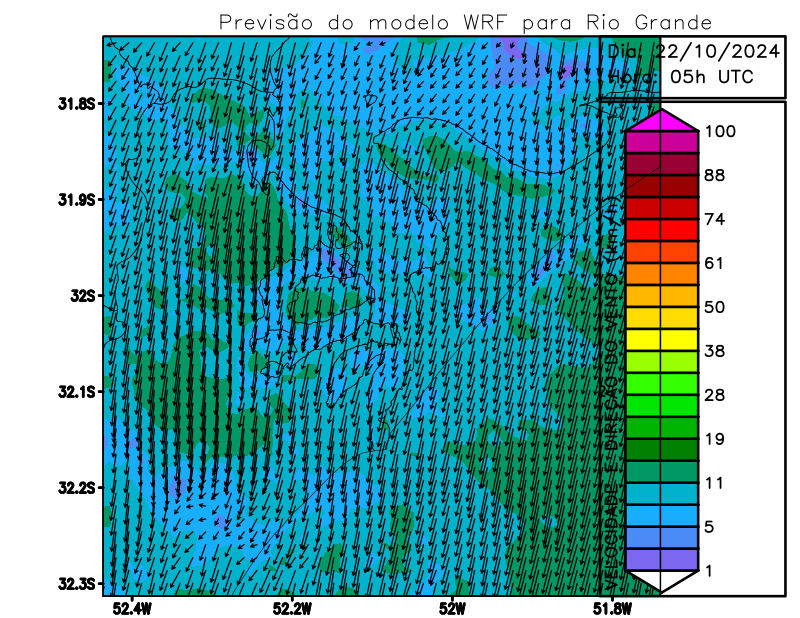 Previsão do modelo WRF para Rio Grande
Dia: 22/10/2024
Hora: 05h UTC
31.8S
31.9S
32S
32.1S
32.2S
32.3S
52.4W
52.2W
52W
51.8W
100
88
74
61
50
38
28
19
11
5
1
VELOCIDADE E DIREÇÃO DO VENTO (km/h)